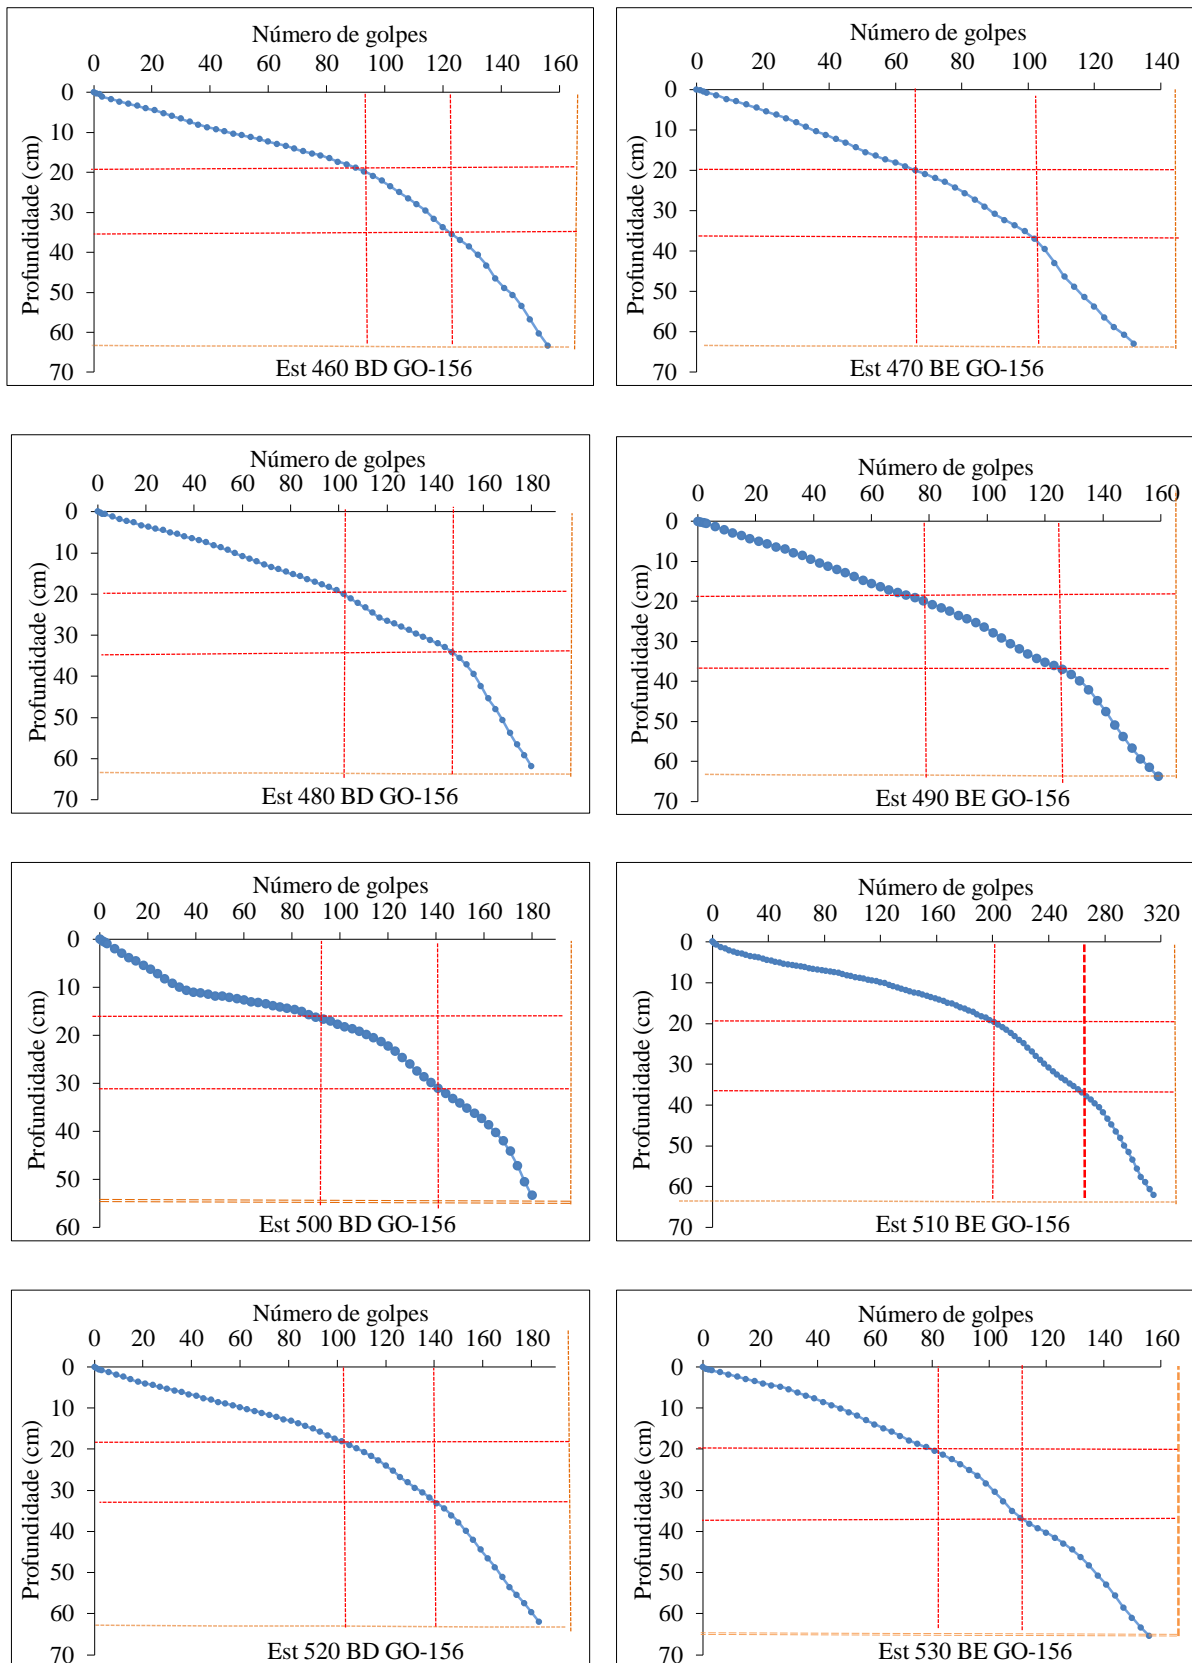 Número de golpes
0 20 40 60 80 100 120 140 160
Profundidade (cm)
0
10
20
30
40
50
60
70
Est 460 BD GO-156
Número de golpes
0 20 40 60 80 100 120 140
Profundidade (cm)
0
10
20
30
40
50
60
70
Est 470 BE GO-156
Número de golpes
0 20 40 60 80 100 120 140 160 180
Profundidade (cm)
0
10
20
30
40
50
60
70
Est 480 BD GO-156
Número de golpes
0 20 40 60 80 100 120 140 160
Profundidade (cm)
0
10
20
30
40
50
60
70
Est 490 BE GO-156
Número de golpes
0 20 40 60 80 100 120 140 160 180
Profundidade (cm)
0
10
20
30
40
50
60
Est 500 BD GO-156
Número de golpes
0 40 80 120 160 200 240 280 320
Profundidade (cm)
0
10
20
30
40
50
60
70
Est 510 BE GO-156
Número de golpes
0 20 40 60 80 100 120 140 160 180
Profundidade (cm)
0
10
20
30
40
50
60
70
Est 520 BD GO-156
Número de golpes
0 20 40 60 80 100 120 140 160
Profundidade (cm)
0
10
20
30
40
50
60
70
Est 530 BE GO-156